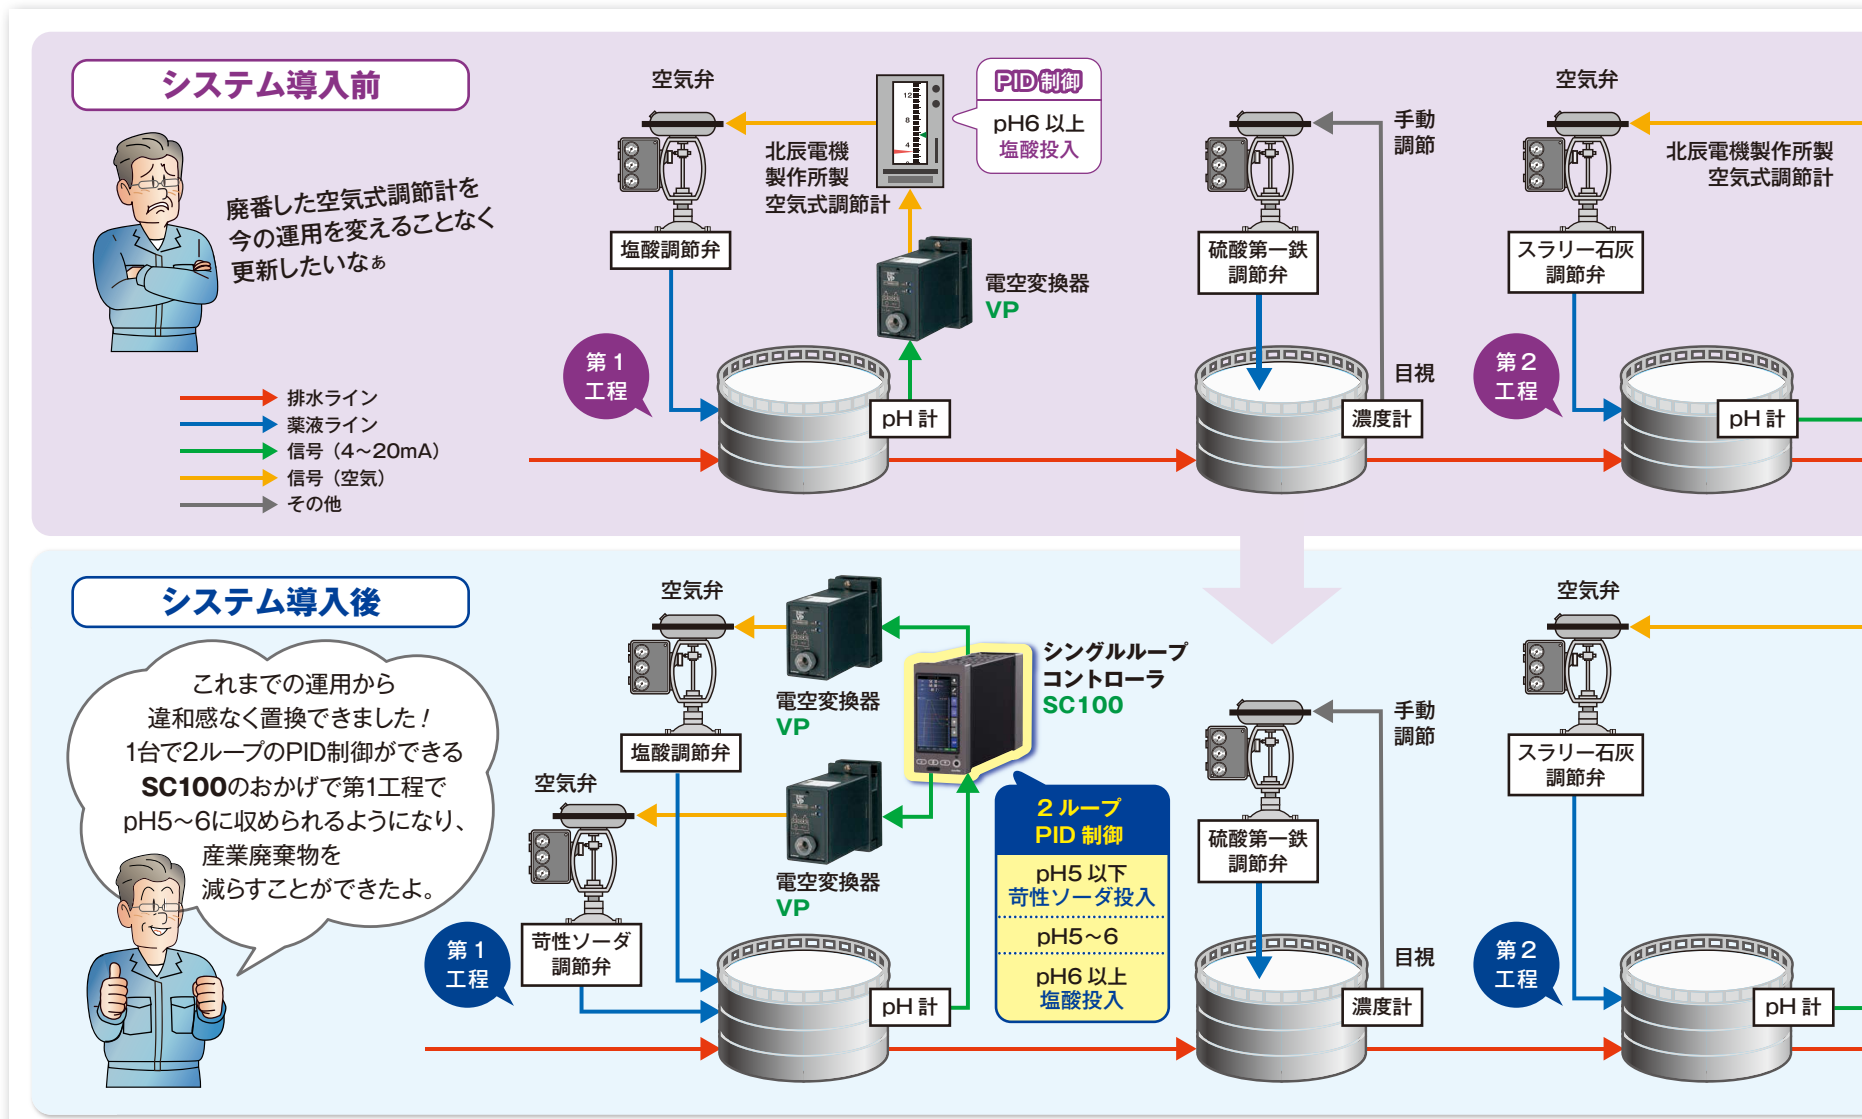 システム導入前
廃番した空気式調節計を
今の運用を変えることなく
更新したいなぁ
排水ライン
薬液ライン
信号（4～20mA）
信号（空気）
その他
空気弁
塩酸調節弁
第1
工程
北辰電機
製作所製
空気式調節計
12
8
4
PID制御
pH6 以上
塩酸投入
電空変換器
VP
pH 計
手動
調節
硫酸第一鉄
調節弁
目視
濃度計
空気弁
北辰電機製作所製
空気式調節計
スラリー石灰
調節弁
第2
工程
pH 計
システム導入後
これまでの運用から
違和感なく置換できました！
1台で2ループのPID制御ができる
SC100のおかげで第1工程で
pH5～6に収められるようになり、
産業廃棄物を
減らすことができたよ。
空気弁
塩酸調節弁
電空変換器
VP
空気弁
苛性ソーダ
調節弁
電空変換器
VP
第1
工程
シングルループ
コントローラ
SC100
2 ループ
PID 制御
pH5 以下
苛性ソーダ投入
pH5～6
pH6 以上
塩酸投入
pH 計
手動
調節
硫酸第一鉄
調節弁
目視
濃度計
空気弁
スラリー石灰
調節弁
第2
工程
pH 計